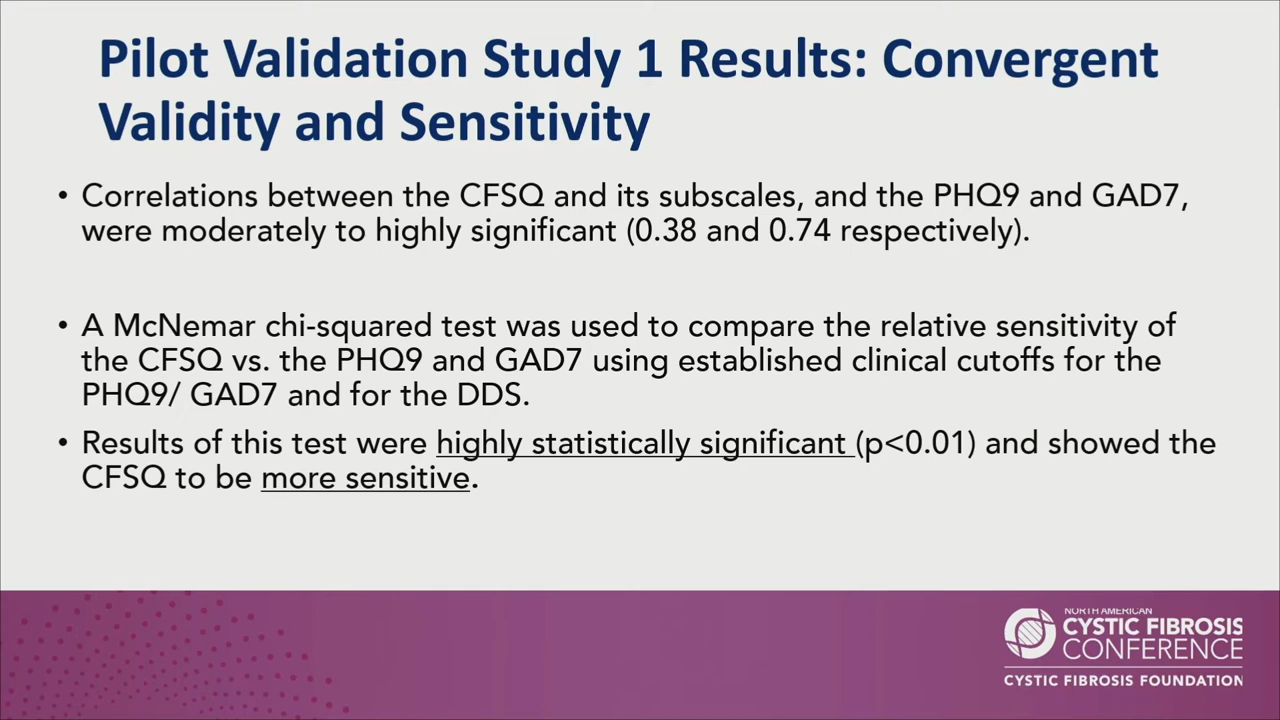 Pilot Validation Study 1 Results: Convergent
Validity and Sensitivity
• Correlations between the CFSQ and its subscales, and the PHQ9 and GAD7,
were moderately to highly significant (0.38 and 0.74 respectively).
• A McNemar chi-squared test was used to compare the relative sensitivity of
the CFSQ vs. the PHQ9 and GAD7 using established clinical cutoffs for the
PHQ9/ GAD7 and for the DDS.
• Results of this test were highly statistically significant (p<0.01) and showed the
CFSQ to be more sensitive.
NORTH AMERICAN
CYSTIC FIBROSIS
CONFERENCE
CYSTIC FIBROSIS FOUNDATION